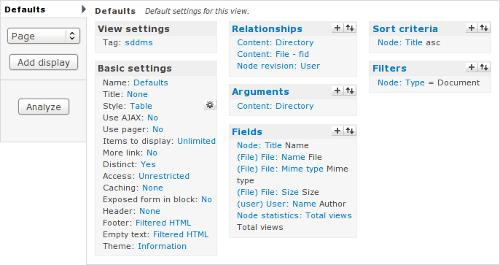 Defaults
Page
Add display
Analyze
Defaults Default settings for this view.
View settings
Tag: sddms
Basic settings
Name: Defaults
Title: None
Style: Table
Use AJAX: No
Use pager: No
Items to display: Unlimited
More link: No
Distinct: Yes
Access: Unrestricted
Caching: None
Exposed form in block: No
Header: None
Footer: Filtered HTML
Empty text: Filtered HTML
Theme: Information
Relationships
Content: Directory
Content: File - fid
Node revision: User
Arguments
Content: Directory
Fields
Node: Title Name
(File) File: Name File
(File) File: Mime type Mime
type
(File) File: Size Size
(user) User: Name Author
Node statistics: Total views
Total views
Sort criteria
Node: Title asc
Filters
Node: Type = Document